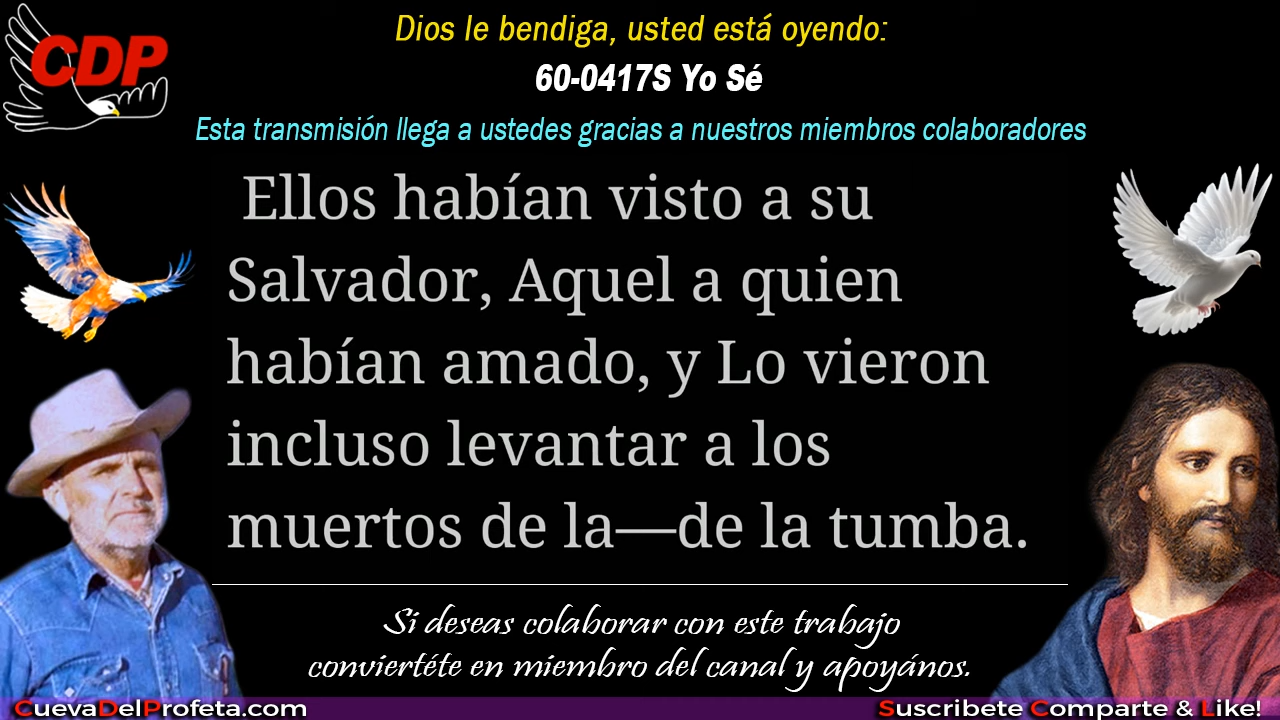 CDP
Dios le bendiga, usted está oyendo:
60-0417S Yo Sé
Esta transmisión llega a ustedes gracias a nuestros miembros colaboradores
Ellos habían visto a su
Salvador, Aquel a quien
habían amado, y Lo vieron
incluso levantar a los
muertos de la—de la tumba.
Si deseas colaborar con este trabajo
conviertéte en miembro del canal y apoyános.
CuevaDelProfeta.com
Suscribete Comparte & Like!